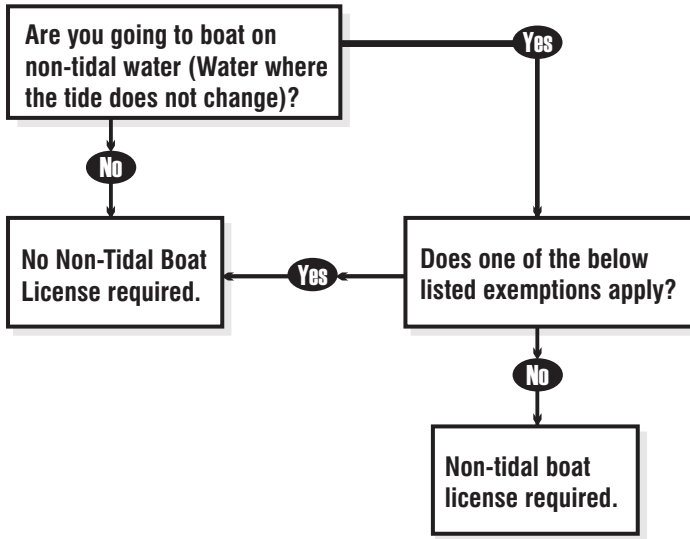 Are you going to boat on
non-tidal water (Water where
the tide does not change)?
Yes
No
No Non-Tidal Boat
License required.
Yes
Does one of the below
listed exemptions apply?
No
Non-tidal boat
license required.